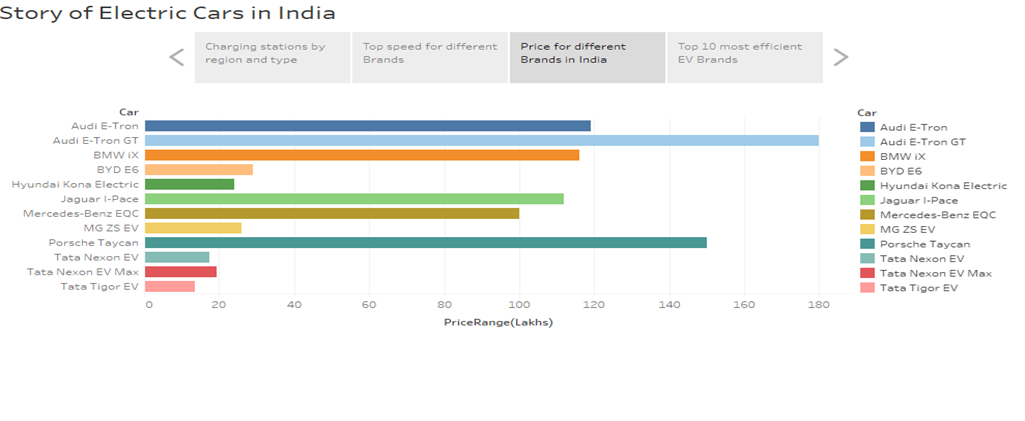 Story of Electric Cars in India
Charging stations by
region and type
Top speed for different
Brands
Price for different
Brands in India
Top 10 most efficient
EV Brands
Car
Audi E-Tron
Audi E-Tron GT
BMW iX
BYD E6
Hyundai Kona Electric
Jaguar I-Pace
Mercedes-Benz EQC
MG ZS EV
Porsche Taycan
Tata Nexon EV
Tata Nexon EV Max
Tata Tigor EV
0 20 40 60 80 100 120 140 160 180
PriceRange(Lakhs)
Car
Audi E-Tron
Audi E-Tron GT
BMW iX
BYD E6
Hyundai Kona Electric
Jaguar I-Pace
Mercedes-Benz EQC
MG ZS EV
Porsche Taycan
Tata Nexon EV
Tata Nexon EV Max
Tata Tigor EV